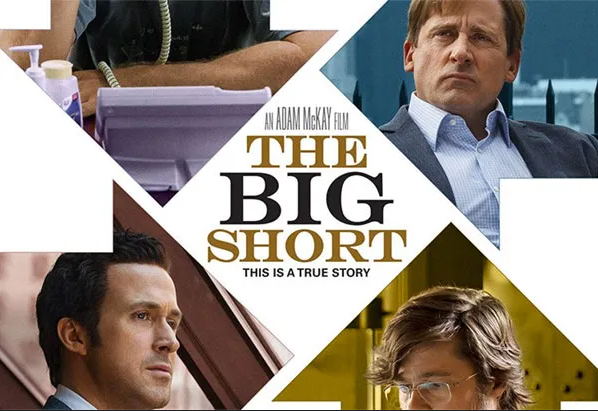 AN ADAM McKAY FILM
THE
BIG
SHORT
THIS IS A TRUE STORY